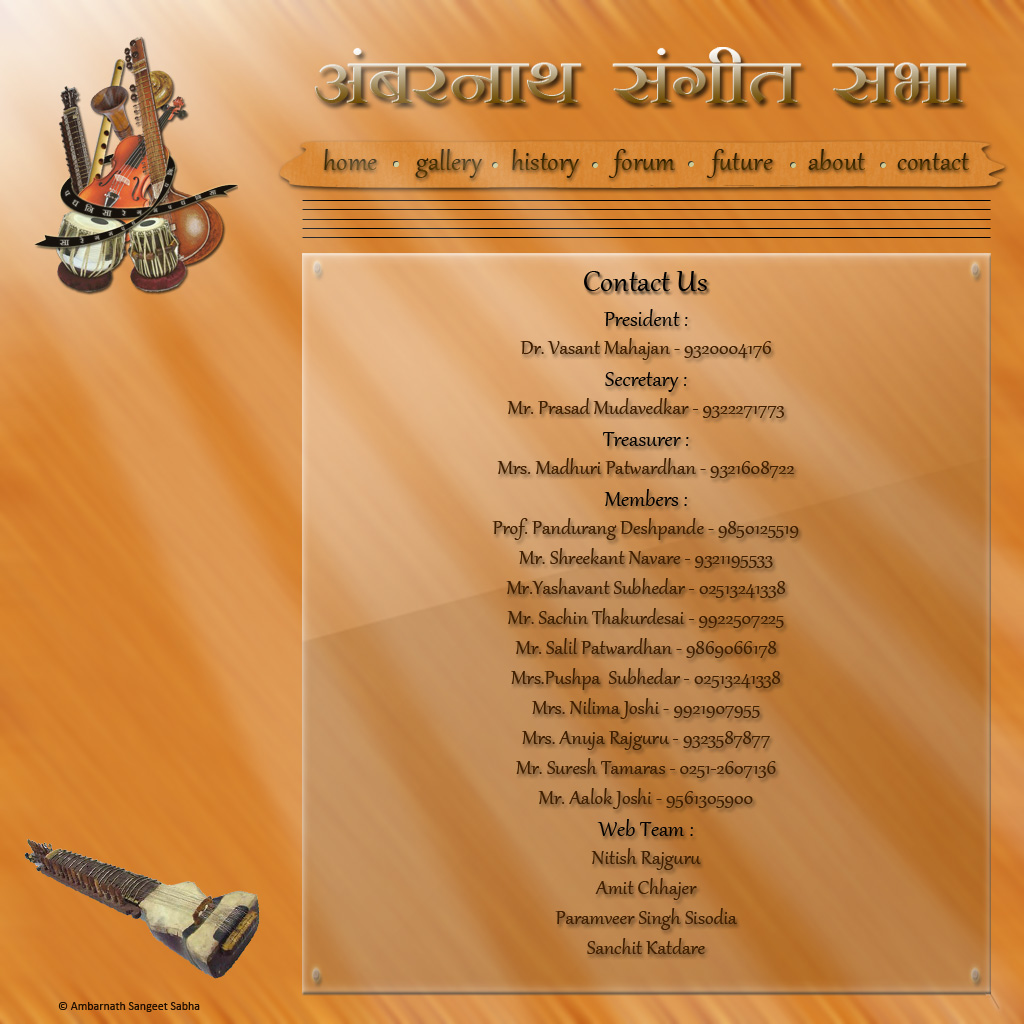 अंबरनाथ संगीत सभा
home • gallery • history • forum • future • about • contact
Contact Us
President :
Dr. Vasant Mahajan - 9320004176
Secretary :
Mr. Prasad Mudavedkar - 9322271773
Treasurer :
Mrs. Madhuri Patwardhan - 9321608722
Members :
Prof. Pandurang Deshpande - 9850125519
Mr. Shreekant Navare - 9321195533
Mr.Yashavant Subhedar - 02513241338
Mr. Sachin Thakurdesai - 9922507225
Mr. Salil Patwardhan - 9869066178
Mrs.Pushpa  Subhedar - 02513241338
Mrs. Nilima Joshi - 9921907955
Mrs. Anuja Rajguru - 9323587877
Mr. Suresh Tamaras - 0251-2607136
Mr. Aalok Joshi - 9561305900
Web Team :
Nitish Rajguru
Amit Chhajer
Paramveer Singh Sisodia
Sanchit Katdare
© Ambarnath Sangeet Sabha